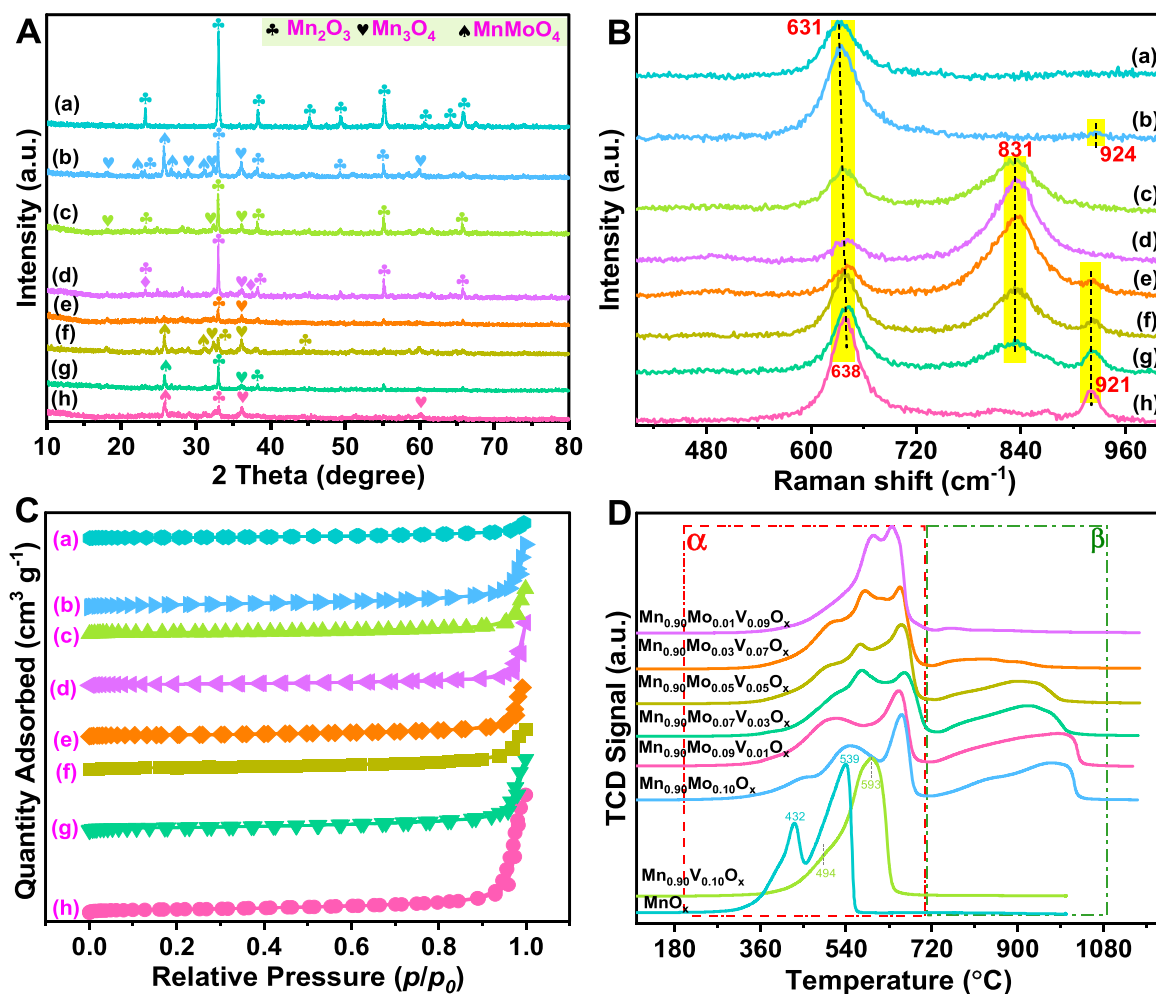 A
♣ Mn₂O₃ ♥ Mn₃O₄ ♠ MnMoO₄
(a)
(b)
(c)
(d)
(e)
(f)
(g)
(h)
Intensity (a.u.)
10 20 30 40 50 60 70 80
2 Theta (degree)
B
631
(a)
(b)
924
831
(c)
(d)
(e)
(f)
(g)
638
921
(h)
Intensity (a.u.)
480 600 720 840 960
Raman shift (cm⁻¹)
C
(a)
(b)
(c)
(d)
(e)
(f)
(g)
(h)
Quantity Adsorbed (cm³ g⁻¹)
0.0 0.2 0.4 0.6 0.8 1.0
Relative Pressure (p/p₀)
D
α
β
Mn₀.₉₀Mo₀.₀₁V₀.₀₉Oₓ
Mn₀.₉₀Mo₀.₀₃V₀.₀₇Oₓ
Mn₀.₉₀Mo₀.₀₅V₀.₀₅Oₓ
Mn₀.₉₀Mo₀.₀₇V₀.₀₃Oₓ
Mn₀.₉₀Mo₀.₀₉V₀.₀₁Oₓ
Mn₀.₉₀Mo₀.₁₀Oₓ
539
593
432
494
Mn₀.₉₀V₀.₁₀Oₓ
MnOₓ
TCD Signal (a.u.)
180 360 540 720 900 1080
Temperature (°C)